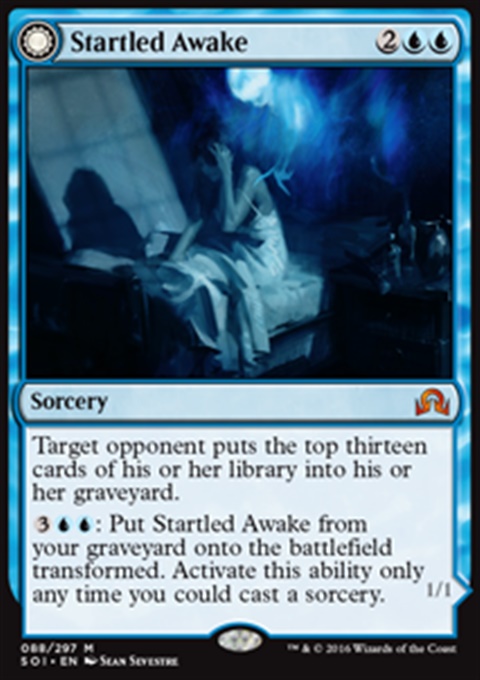 Startled Awake 2
Sorcery
Target opponent puts the top thirteen
cards of his or her library into his or
her graveyard.
3: Put Startled Awake from
your graveyard onto the battlefield
transformed. Activate this ability only
any time you could cast a sorcery.
1/1
088/297 M
SOI • EN Sean Sevestre
™ & © 2016 Wizards of the Coast